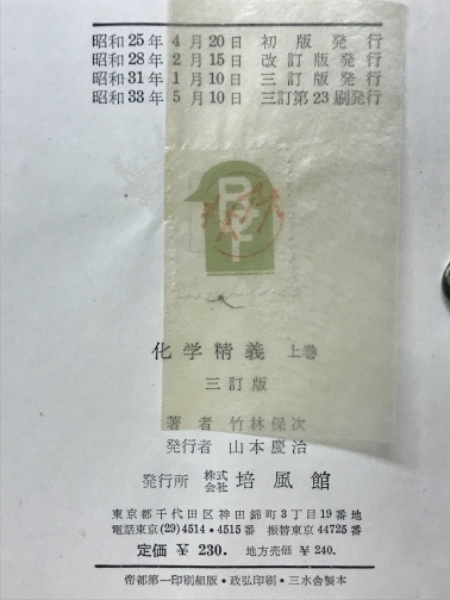 昭和25年 4月20日 初版発行
昭和28年 2月15日 改訂版発行
昭和31年 1月10日 三訂版発行
昭和33年 5月10日 三訂第23刷発行
化学精義 上巻
三訂版
著者 竹林保次
発行者 山本慶治
発行所 株式会社 培風館
東京都千代田区神田錦町3丁目19番地
電話東京(29)4514・4515番 振替東京44725番
定価 ¥230. 地方売価 ¥240.
帝都第一印刷組版・政弘印刷・三水舎製本